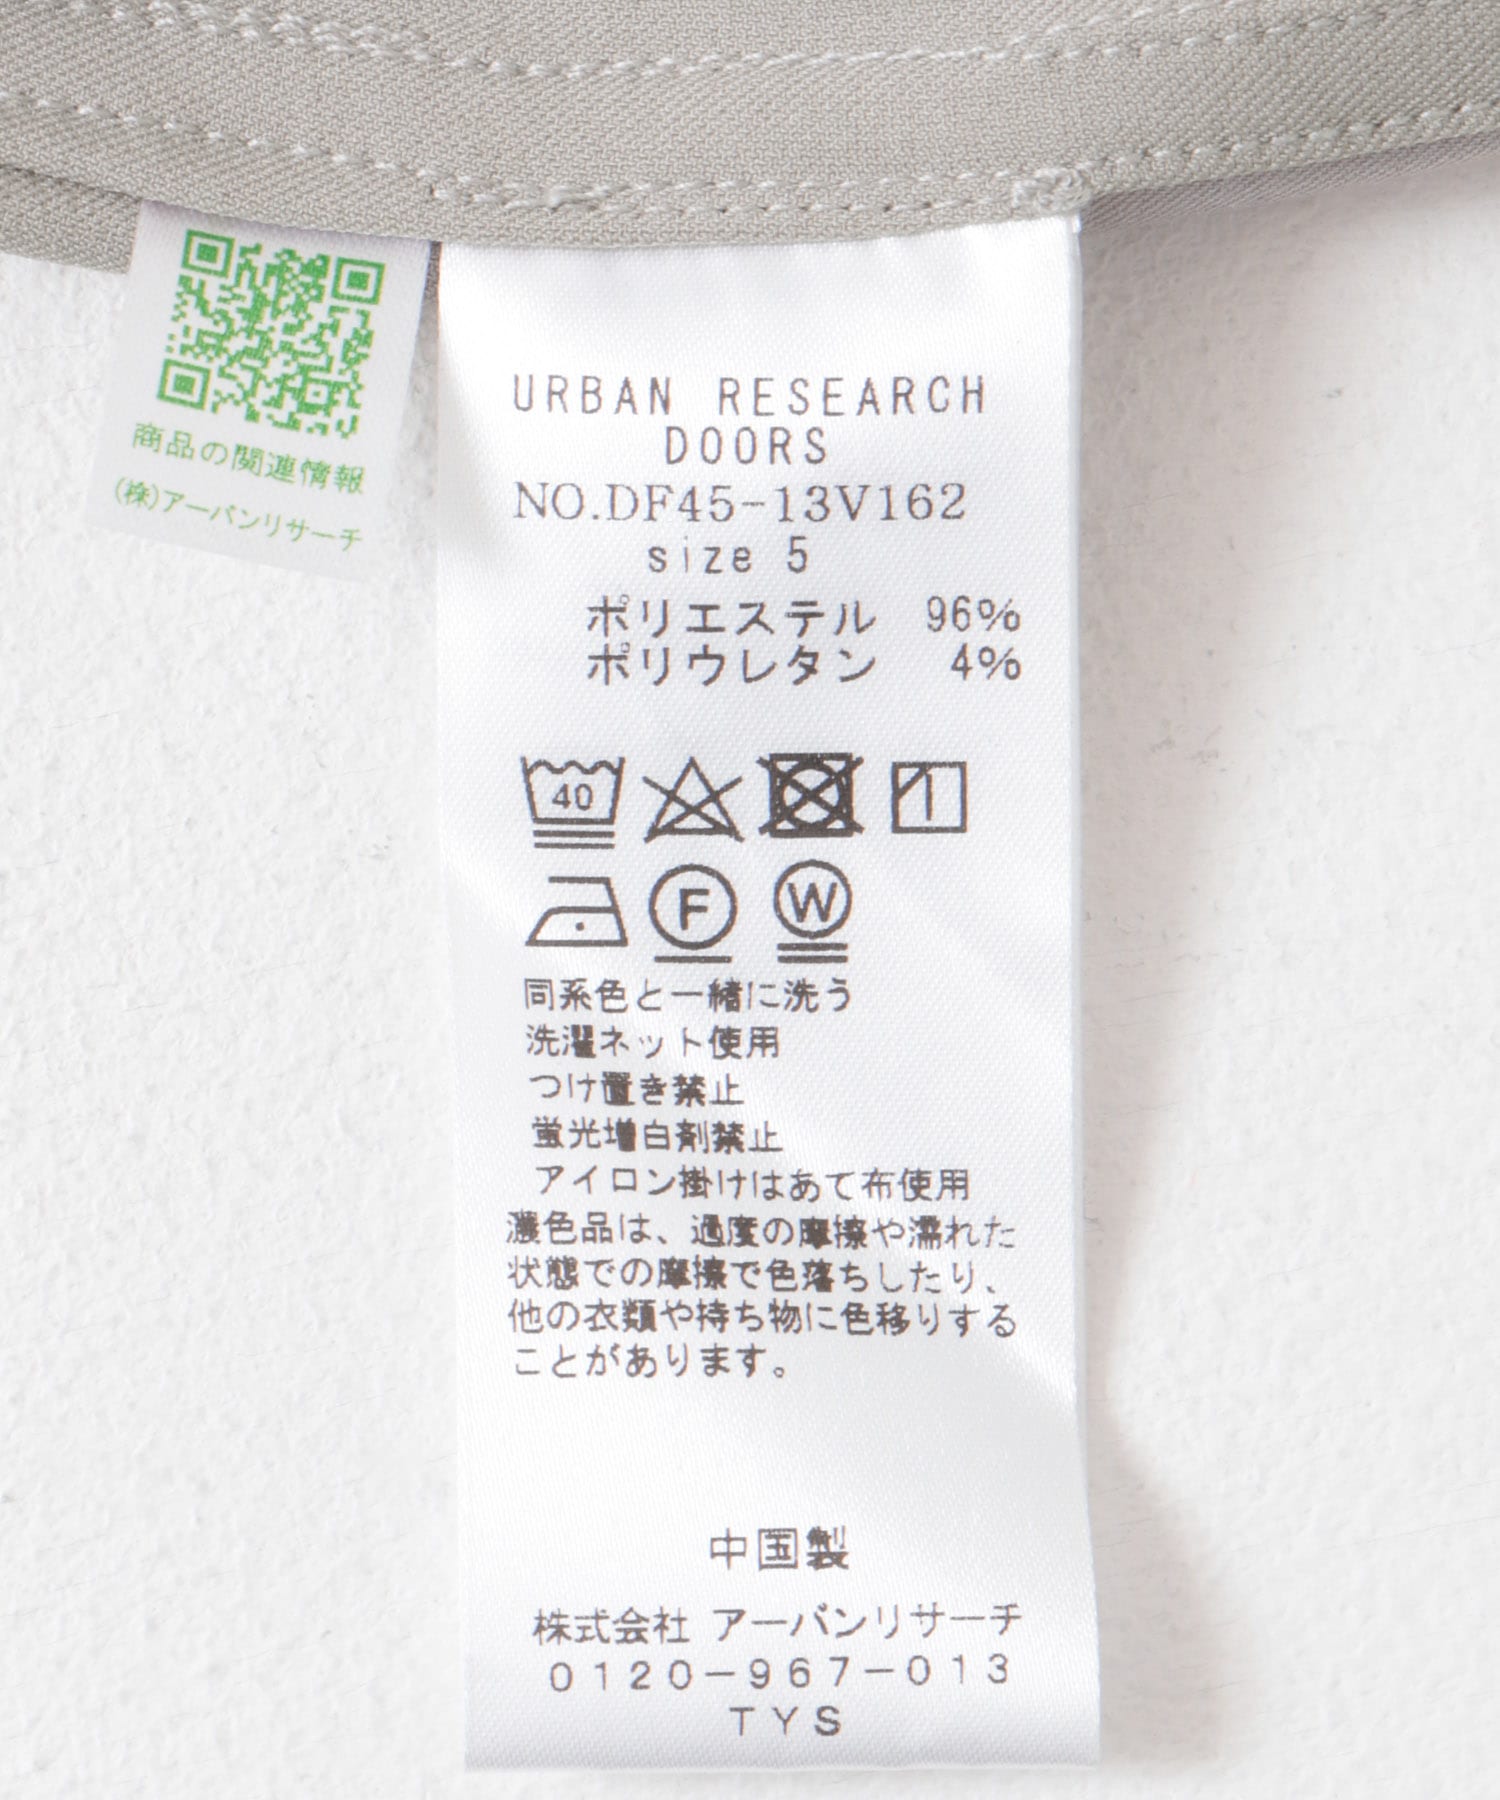 商品の関連情報
(株)アーバンリサーチ
URBAN RESEARCH
DOORS
NO.DF45-13V162
size 5
ポリエステル 96%
ポリウレタン 4%
40
F W
同系色と一緒に洗う
洗濯ネット使用
つけ置き禁止
蛍光増白剤禁止
アイロン掛けはあて布使用
濃色品は、過度の摩擦や濡れた
状態での摩擦で色落ちしたり、
他の衣類や持ち物に色移りする
ことがあります。
中国製
株式会社 アーバンリサーチ
0120-967-013
TYS